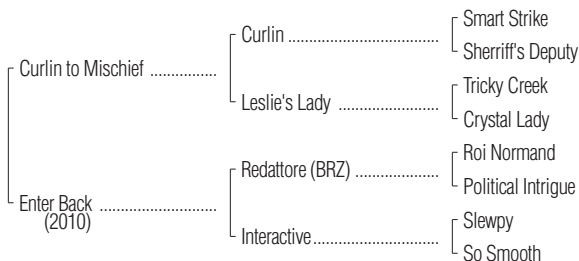 Smart Strike
Curlin ........................................
Sherriff's Deputy
Curlin to Mischief ................
Tricky Creek
Leslie's Lady ............................
Crystal Lady
Roi Normand
Redattore (BRZ) .....................
Political Intrigue
Enter Back ............................
(2010)
Slewpy
Interactive.................................
So Smooth